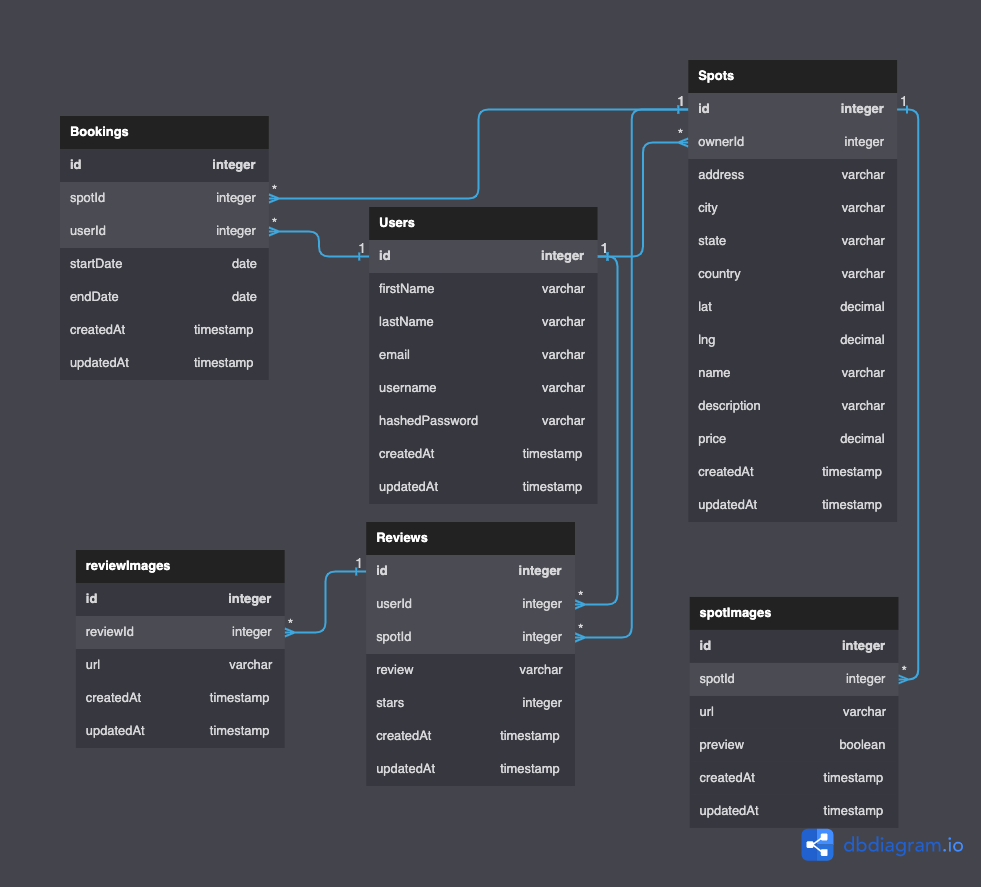 Spots
1 id integer 1
* ownerId integer
address varchar
city varchar
state varchar
country varchar
lat decimal
lng decimal
name varchar
description varchar
price decimal
createdAt timestamp
updatedAt timestamp
Bookings
id integer
spotId integer *
userId integer *
startDate date
endDate date
createdAt timestamp
updatedAt timestamp
Users
1 id integer 1
firstName varchar
lastName varchar
email varchar
username varchar
hashedPassword varchar
createdAt timestamp
updatedAt timestamp
Reviews
1 id integer
userId integer *
spotId integer *
review varchar
stars integer
createdAt timestamp
updatedAt timestamp
reviewImages
id integer
reviewId integer *
url varchar
createdAt timestamp
updatedAt timestamp
spotImages
id integer
spotId integer *
url varchar
preview boolean
createdAt timestamp
updatedAt timestamp
dbdiagram.io